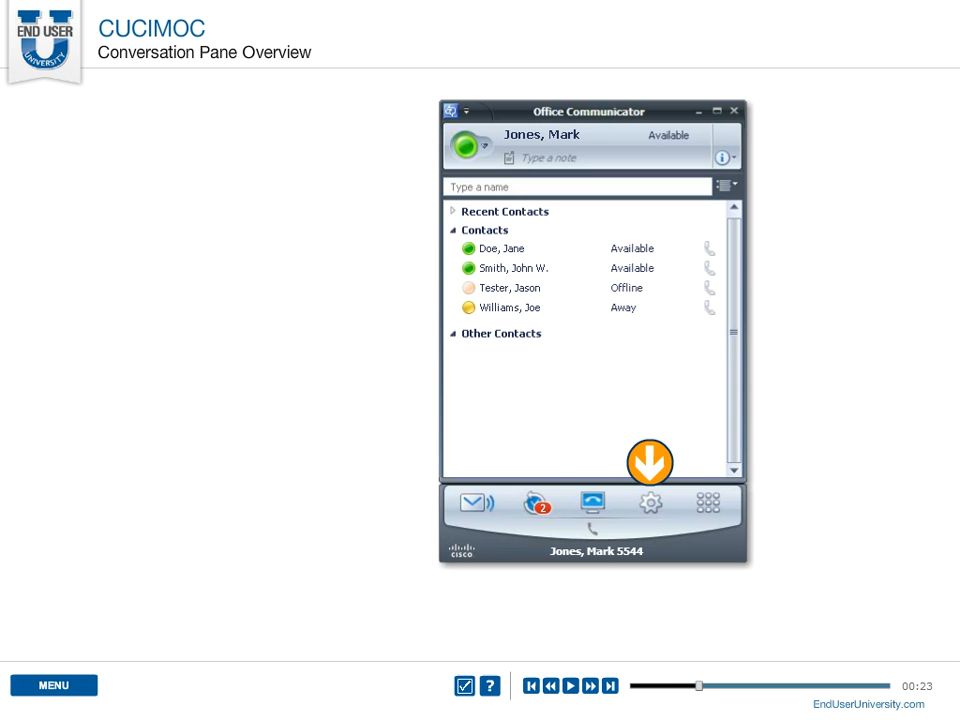 END USER
UNIVERSITY
CUCIMOC
Conversation Pane Overview
Office Communicator
Jones, Mark Available
Type a note
Type a name
Recent Contacts
Contacts
Doe, Jane Available
Smith, John W. Available
Tester, Jason Offline
Williams, Joe Away
Other Contacts
2
cisco
Jones, Mark 5544
MENU
?
00:23
EndUserUniversity.com